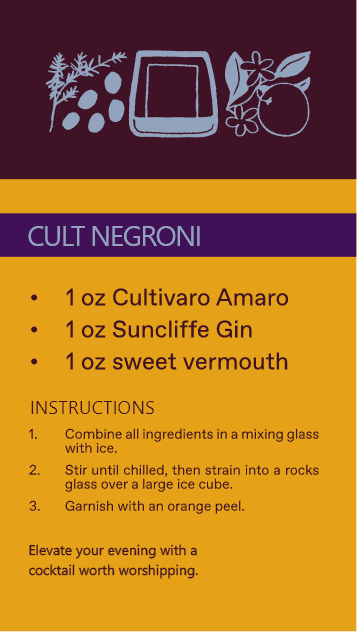 CULT NEGRONI
• 1 oz Cultivaro Amaro
• 1 oz Suncliffe Gin
• 1 oz sweet vermouth
INSTRUCTIONS
1. Combine all ingredients in a mixing glass
with ice.
2. Stir until chilled, then strain into a rocks
glass over a large ice cube.
3. Garnish with an orange peel.
Elevate your evening with a
cocktail worth worshipping.